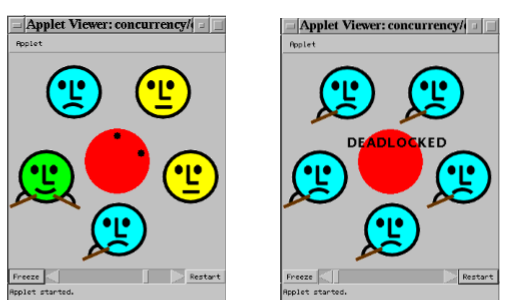 Applet Viewer: concurrency/
Applet
Freeze
Restart
Applet started.
Applet Viewer: concurrency/
Applet
DEADLOCKED
Freeze
Restart
Applet started.